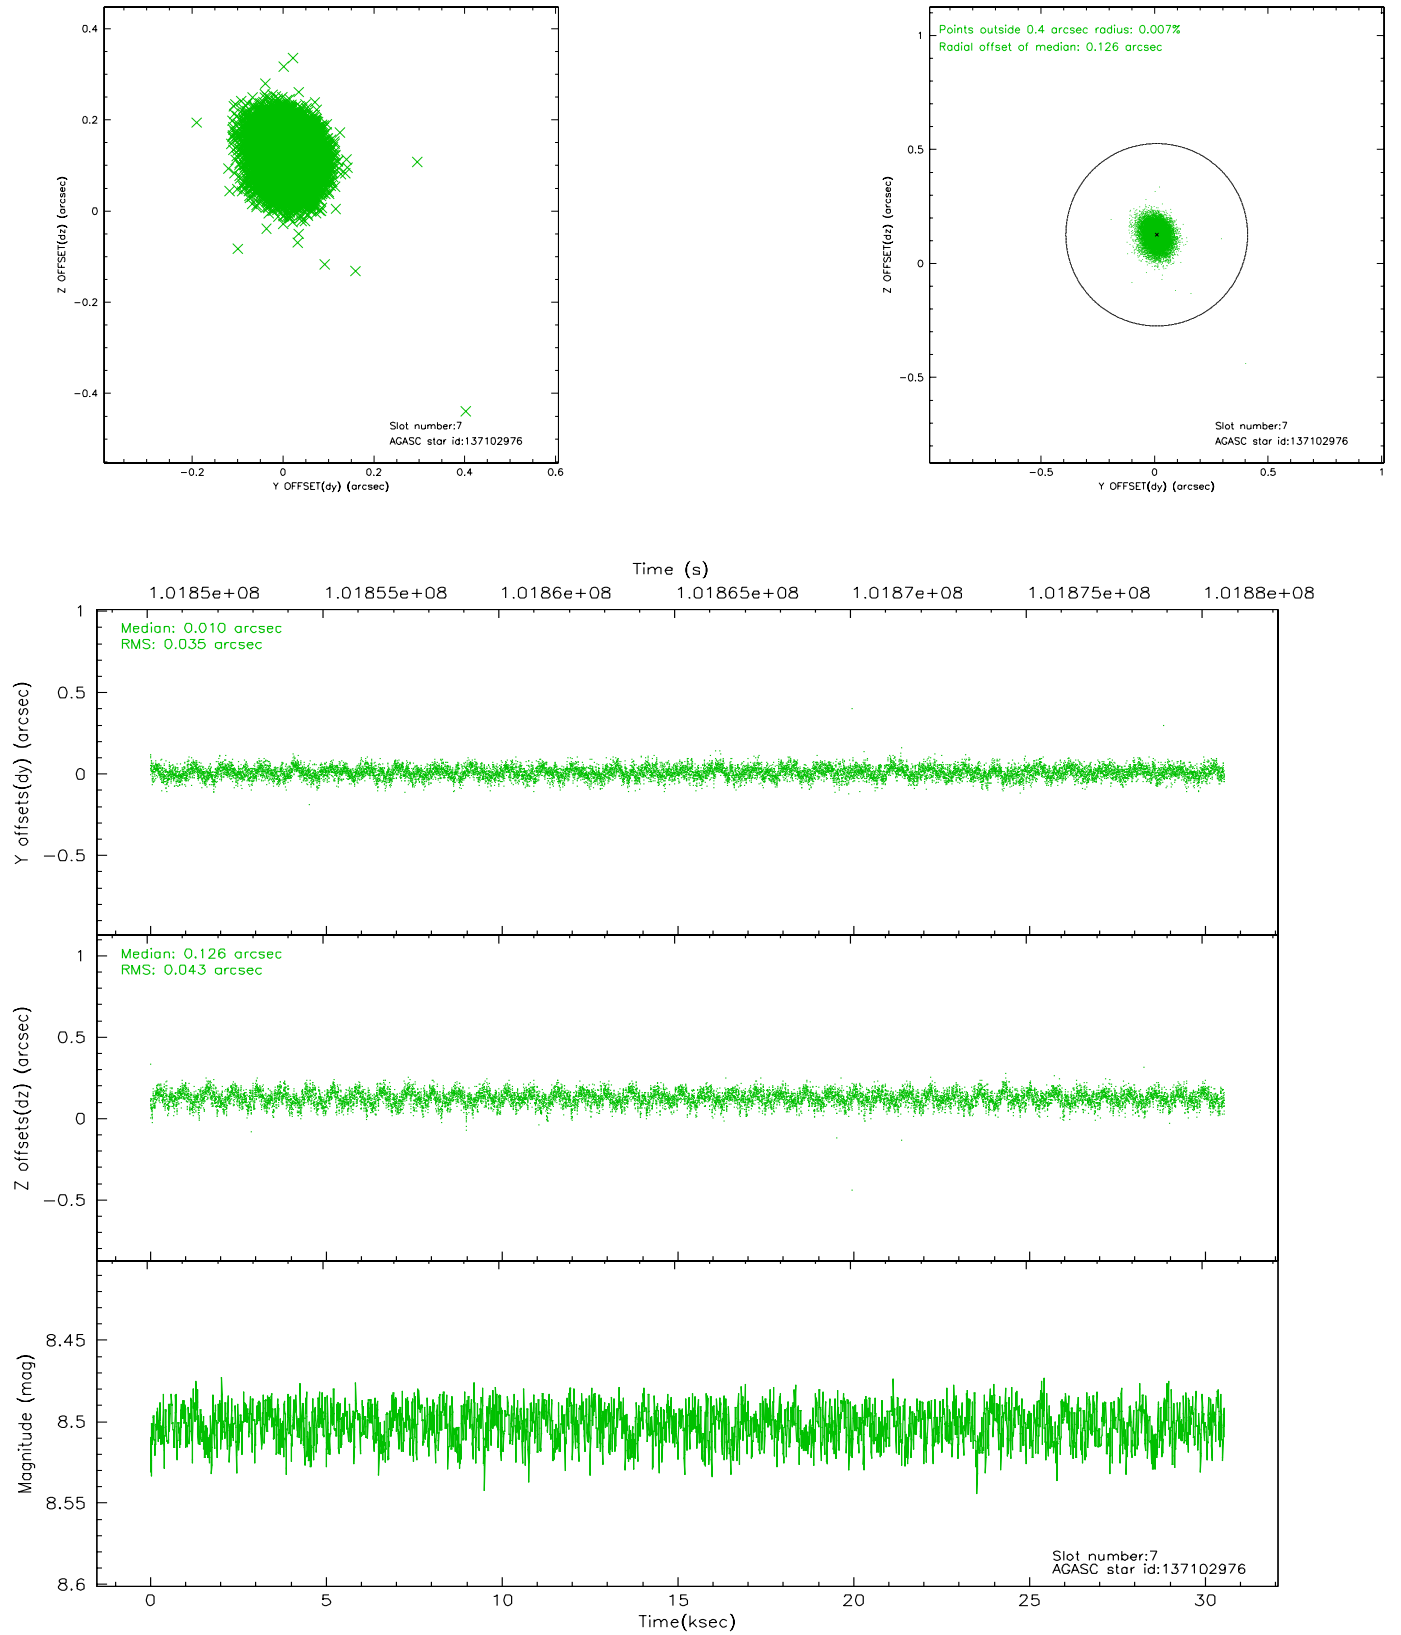 0.4
0.2
0
−0.2
−0.4
Z OFFSET(dz) (arcsec)
Slot number:7
AGASC star id:137102976
−0.2 0 0.2 0.4 0.6
Y OFFSET(dy) (arcsec)
Points outside 0.4 arcsec radius: 0.007%
Radial offset of median: 0.126 arcsec
1
0.5
0
−0.5
Z OFFSET(dz) (arcsec)
Slot number:7
AGASC star id:137102976
−0.5 0 0.5 1
Y OFFSET(dy) (arcsec)
Time (s)
1.0185e+08 1.01855e+08 1.0186e+08 1.01865e+08 1.0187e+08 1.01875e+08 1.0188e+08
Median: 0.010 arcsec
RMS: 0.035 arcsec
1
0.5
0
−0.5
Y offsets(dy) (arcsec)
Median: 0.126 arcsec
RMS: 0.043 arcsec
1
0.5
0
−0.5
Z offsets(dz) (arcsec)
8.45
8.5
8.55
8.6
Magnitude (mag)
Slot number:7
AGASC star id:137102976
0 5 10 15 20 25 30
Time(ksec)